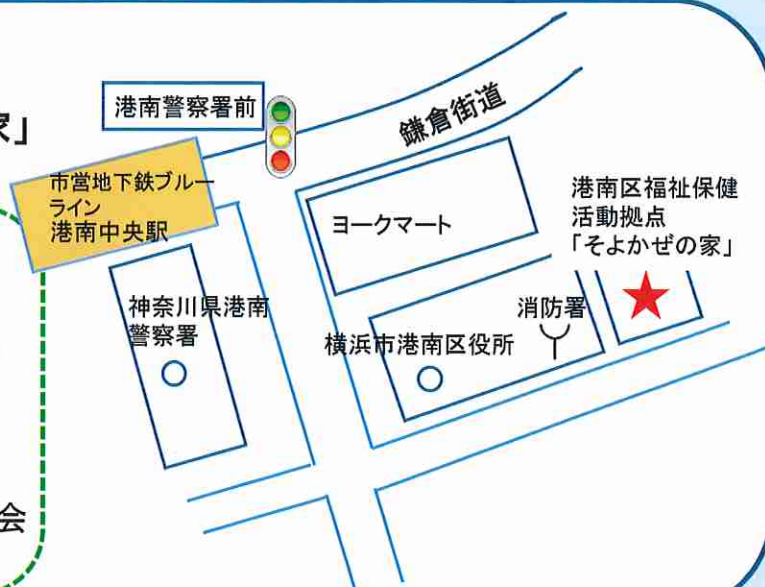 家」
港南警察署前
鎌倉街道
市営地下鉄ブルー
ライン
港南中央駅
ヨークマート
港南区福祉保健
活動拠点
「そよかぜの家」
神奈川県港南
警察署
消防署
横浜市港南区役所
会